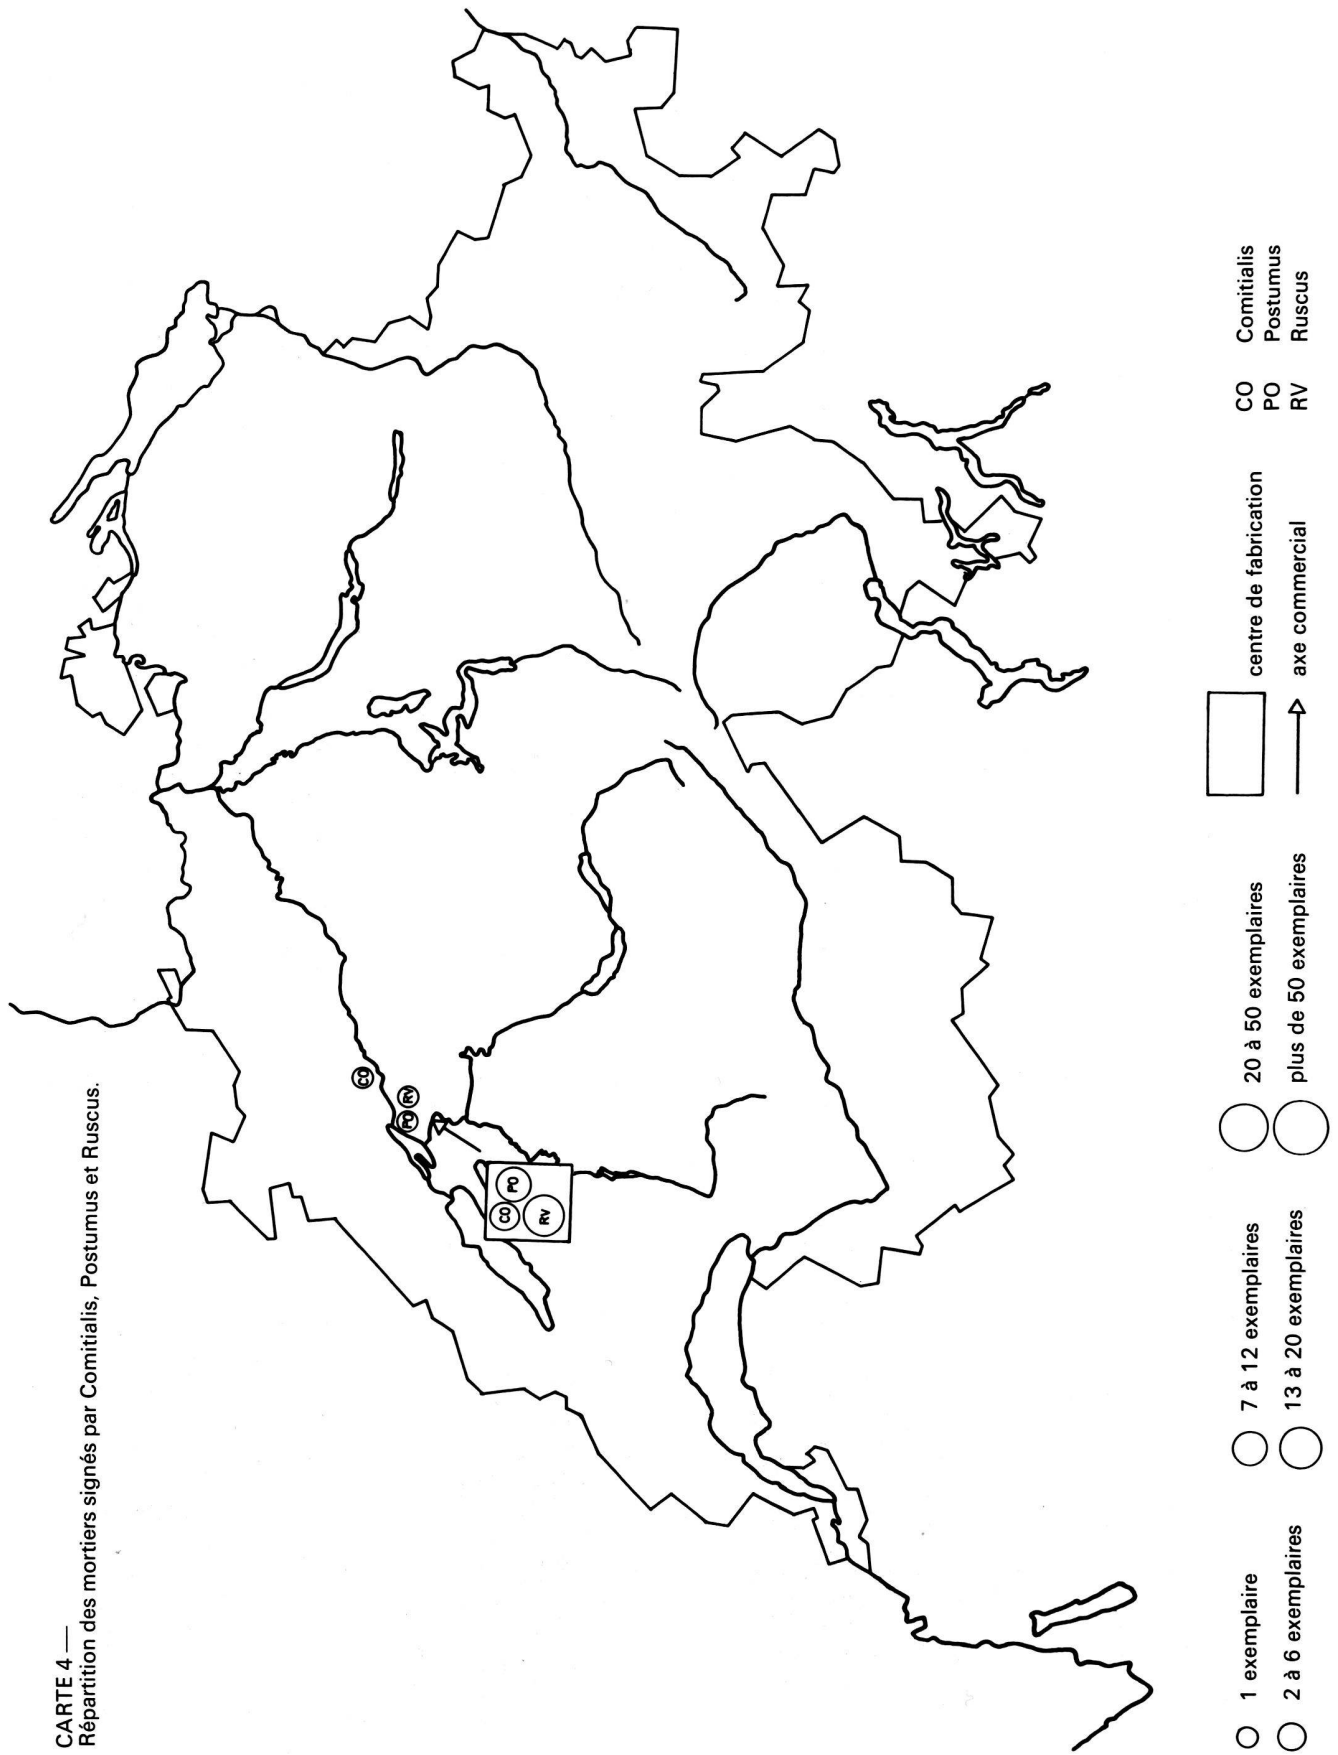 CARTE 4 —
Répartition des mortiers signés par Comitialis, Postumus et Ruscus.
CO
PO
RV
CO
PO
RV
1 exemplaire
2 à 6 exemplaires
7 à 12 exemplaires
13 à 20 exemplaires
20 à 50 exemplaires
plus de 50 exemplaires
centre de fabrication
axe commercial
CO Comitialis
PO Postumus
RV Ruscus